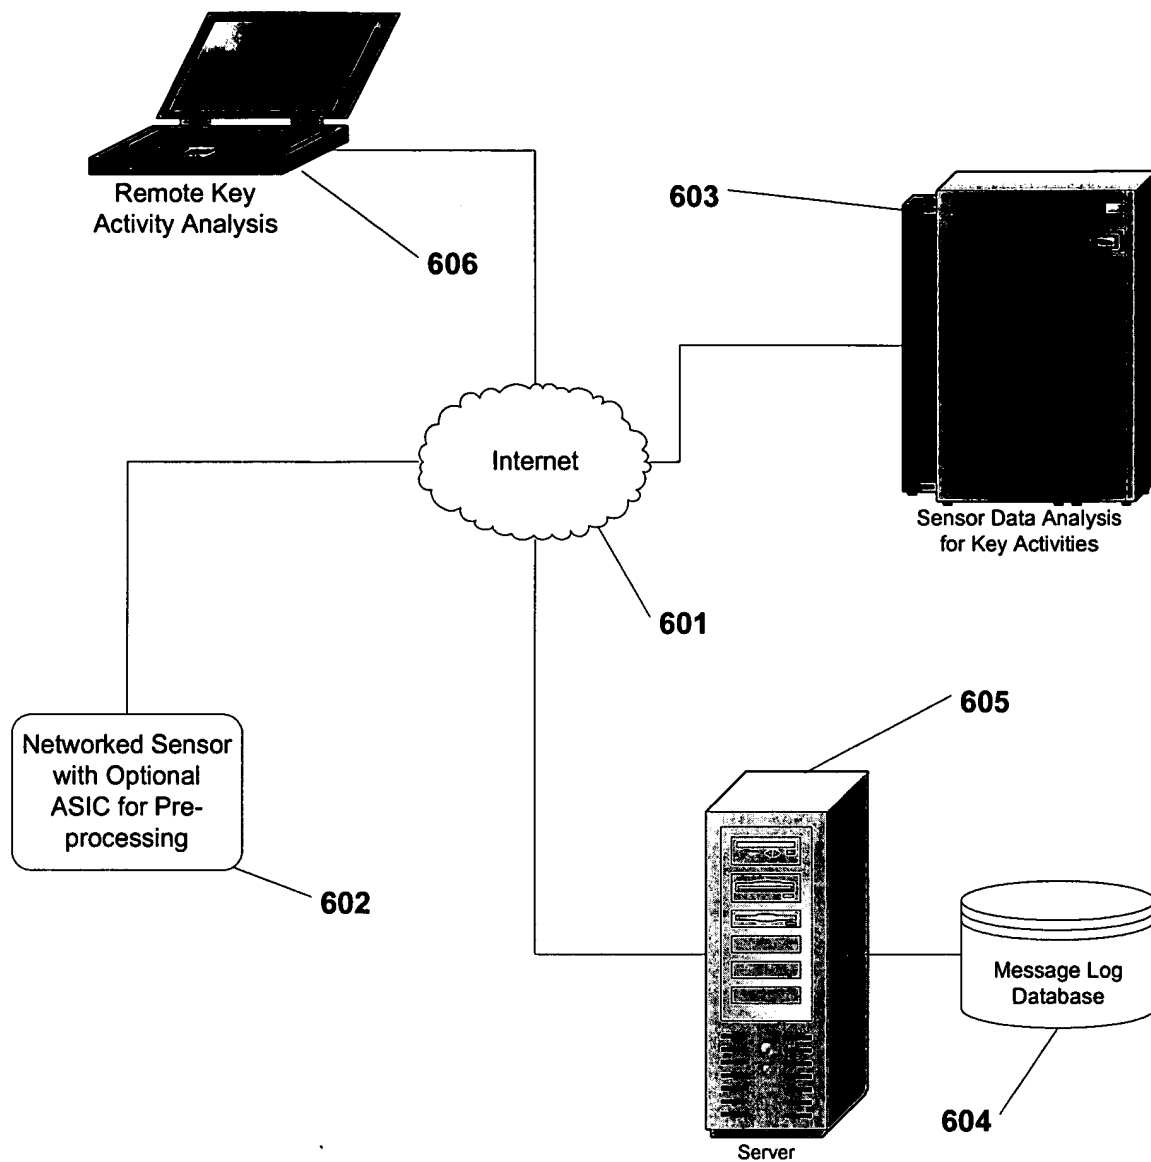 Remote Key
Activity Analysis
606
603
Sensor Data Analysis
for Key Activities
Internet
601
605
Networked Sensor
with Optional
ASIC for Pre-
processing
602
Message Log
Database
604
Server